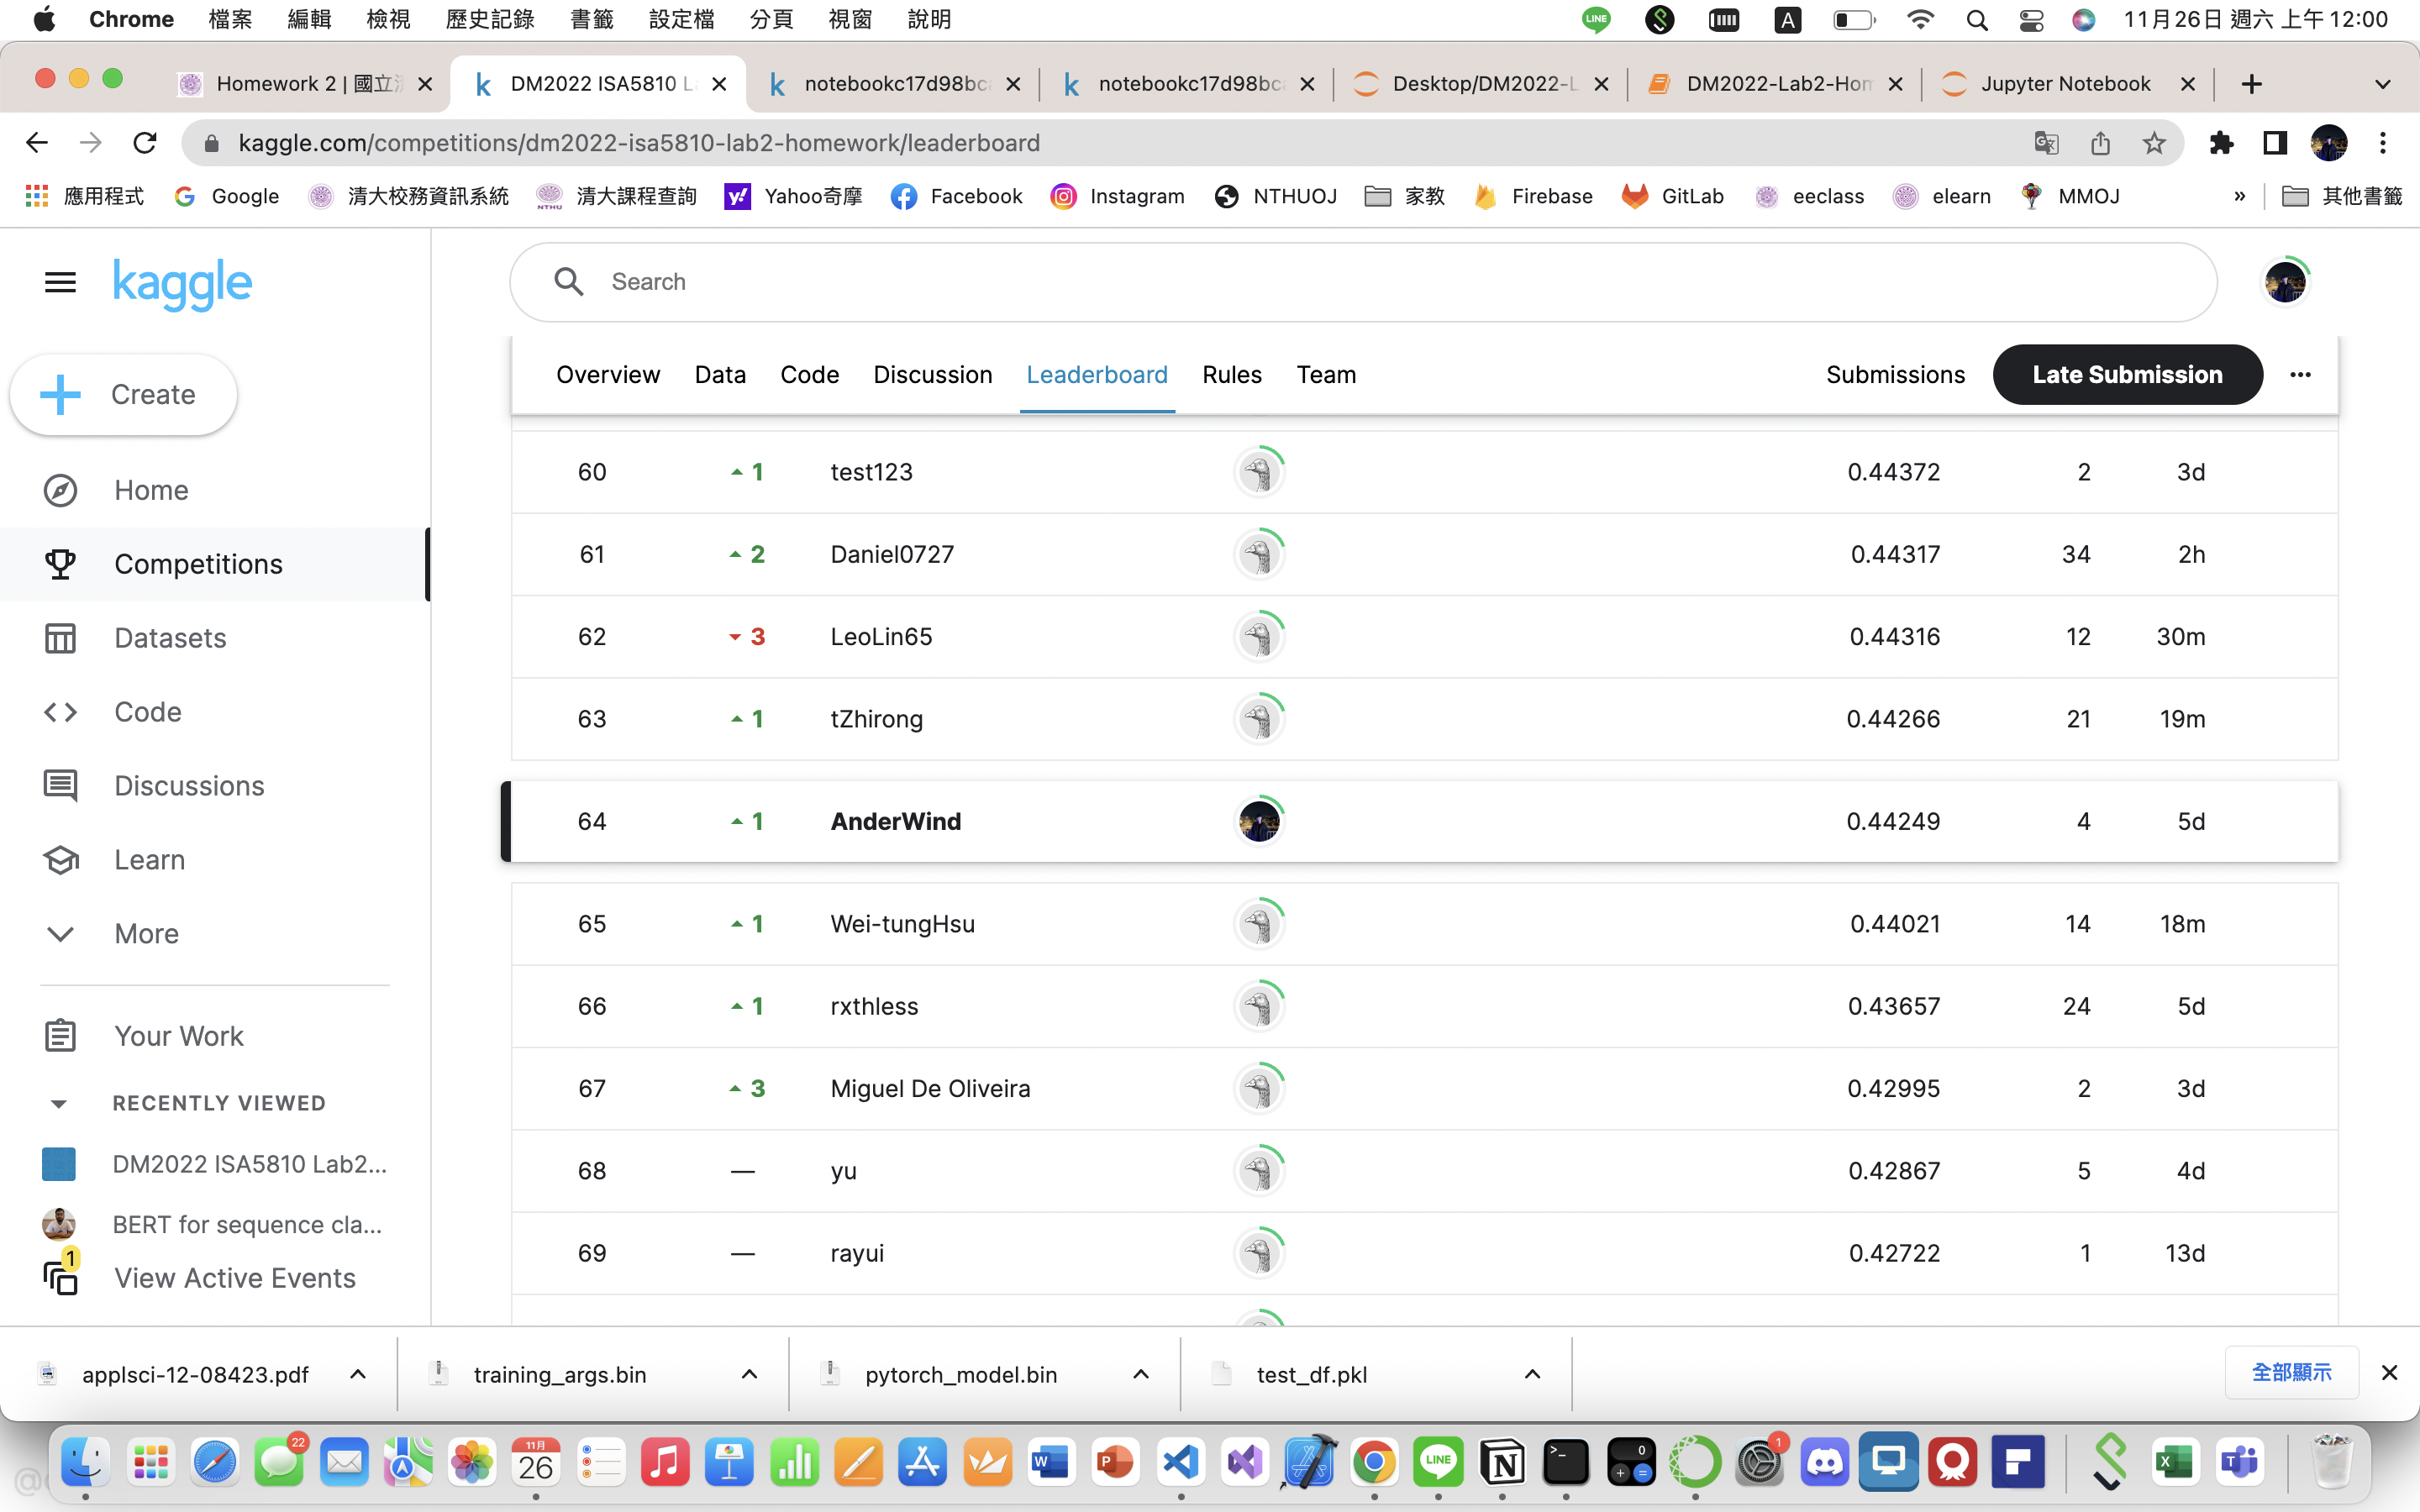 Chrome 檔案 編輯 檢視 歷史記錄 書籤 設定檔 分頁 視窗 說明 LINE A 11月26日 週六 上午 12:00
Homework 2 | 國立 DM2022 ISA5810 L notebookc17d98bc notebookc17d98bc Desktop/DM2022-L DM2022-Lab2-Hom Jupyter Notebook
kaggle.com/competitions/dm2022-isa5810-lab2-homework/leaderboard
應用程式 Google 清大校務資訊系統 清大課程查詢 Yahoo奇摩 Facebook Instagram NTHUOJ 家教 Firebase GitLab eeclass elearn MMOJ » 其他書籤
kaggle
Search
Create
Home
Competitions
Datasets
Code
Discussions
Learn
More
Your Work
RECENTLY VIEWED
DM2022 ISA5810 Lab2...
BERT for sequence cla...
1
View Active Events
Overview Data Code Discussion Leaderboard Rules Team Submissions Late Submission
60 1 test123 0.44372 2 3d
61 2 Daniel0727 0.44317 34 2h
62 3 LeoLin65 0.44316 12 30m
63 1 tZhirong 0.44266 21 19m
64 1 AnderWind 0.44249 4 5d
65 1 Wei-tungHsu 0.44021 14 18m
66 1 rxthless 0.43657 24 5d
67 3 Miguel De Oliveira 0.42995 2 3d
68 — yu 0.42867 5 4d
69 — rayui 0.42722 1 13d
applsci-12-08423.pdf training_args.bin pytorch_model.bin test_df.pkl 全部顯示
22 11月 26 W P LINE 0 1 X T